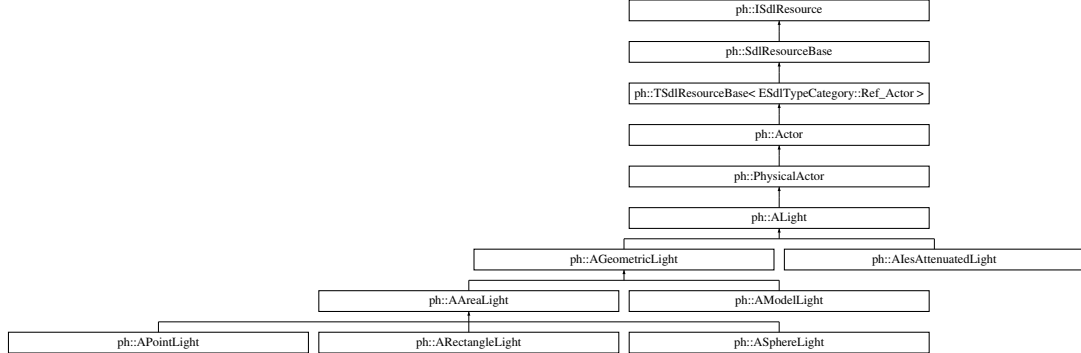 ph::ISdlResource
ph::SdlResourceBase
ph::TSdlResourceBase< ESdlTypeCategory::Ref_Actor >
ph::Actor
ph::PhysicalActor
ph::ALight
ph::AGeometricLight
ph::AIesAttenuatedLight
ph::AAreaLight
ph::AModelLight
ph::APointLight
ph::ARectangleLight
ph::ASphereLight